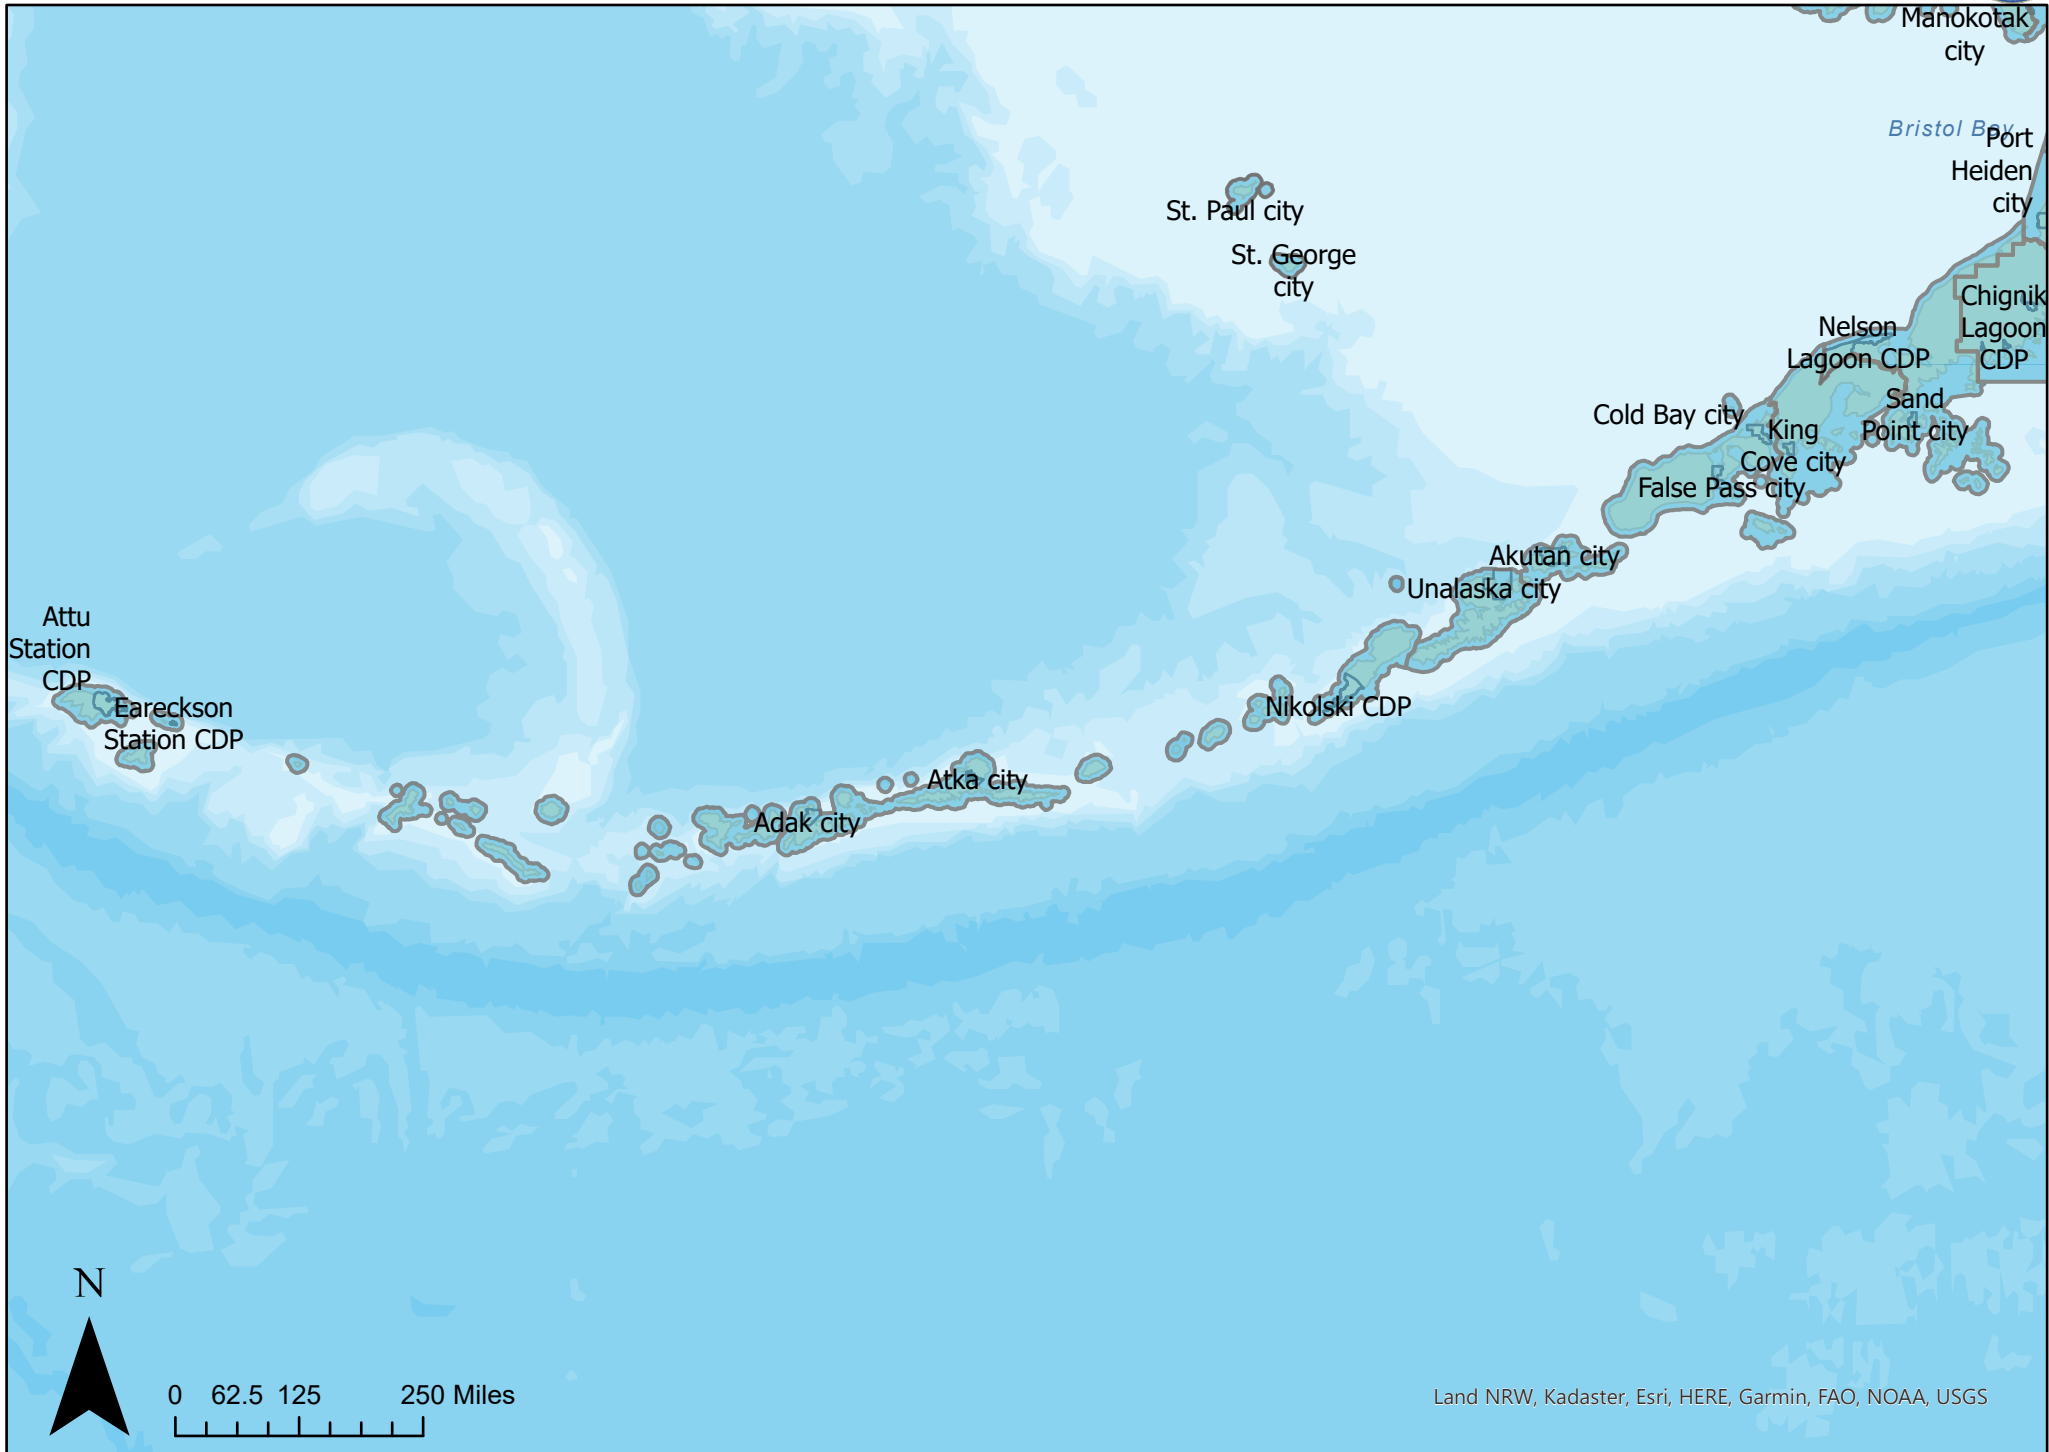 Manokotak
city
Bristol Bay
Port
Heiden
city
St. Paul city
St. George
city
Chignik
Lagoon
CDP
Nelson
Lagoon CDP
Sand
Point city
Cold Bay city
King
Cove city
False Pass city
Akutan city
Unalaska city
Attu
Station
CDP
Eareckson
Station CDP
Nikolski CDP
Atka city
Adak city
N
0 62.5 125 250 Miles
Land NRW, Kadaster, Esri, HERE, Garmin, FAO, NOAA, USGS